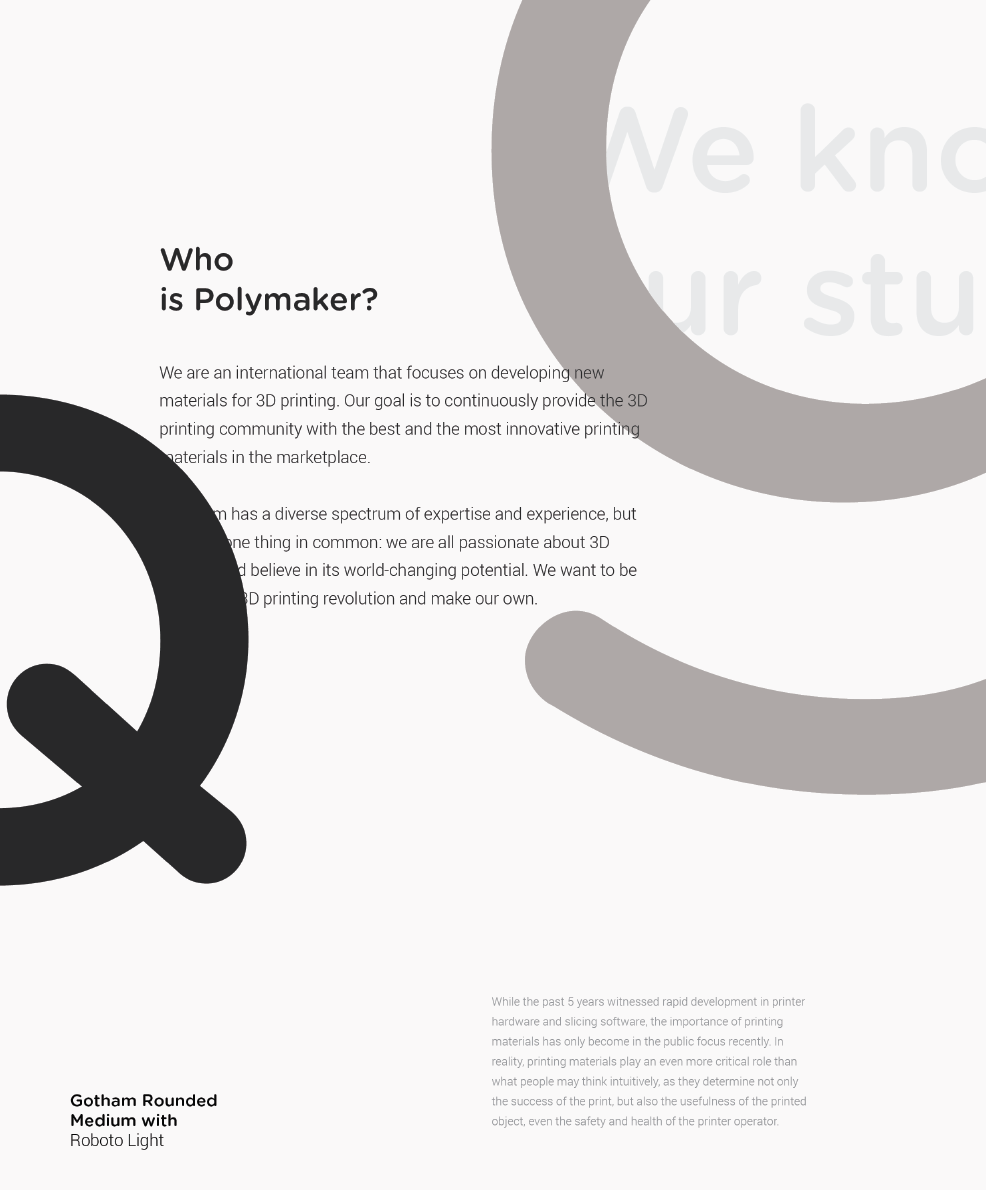 We kno
ur stu
Who
is Polymaker?
We are an international team that focuses on developing new
materials for 3D printing. Our goal is to continuously provide the 3D
printing community with the best and the most innovative printing
materials in the marketplace.
has a diverse spectrum of expertise and experience, but
one thing in common: we are all passionate about 3D
believe in its world-changing potential. We want to be
3D printing revolution and make our own.
g
Q
While the past 5 years witnessed rapid development in printer
hardware and slicing software, the importance of printing
materials has only become in the public focus recently. In
reality, printing materials play an even more critical role than
what people may think intuitively, as they determine not only
the success of the print, but also the usefulness of the printed
object, even the safety and health of the printer operator.
Gotham Rounded
Medium with
Roboto Light